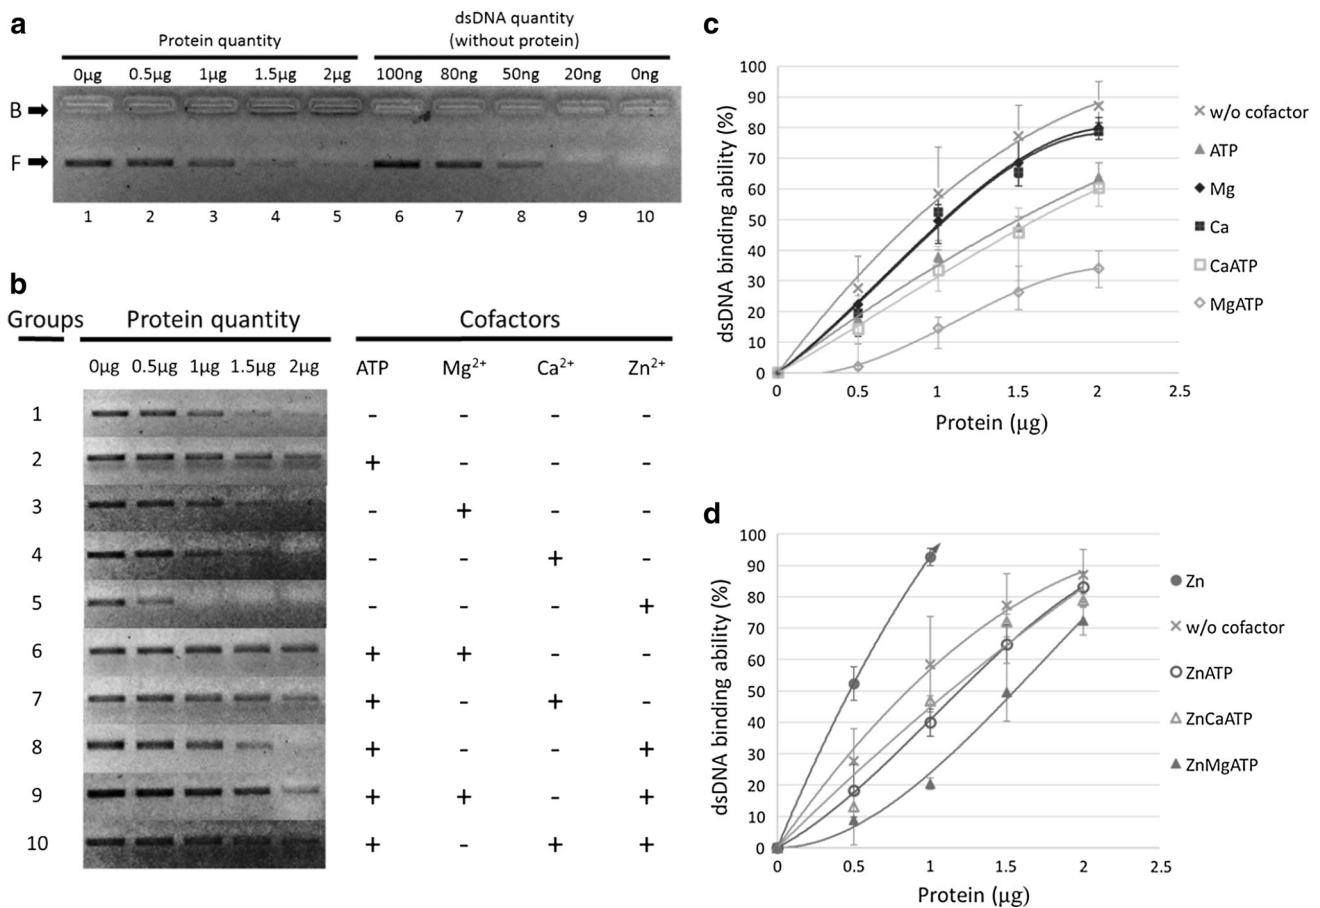 a
dsDNA quantity
Protein quantity (without protein)
0µg 0.5µg 1µg 1.5µg 2µg 100ng 80ng 50ng 20ng 0ng
B
F
1 2 3 4 5 6 7 8 9 10
b
Groups Protein quantity Cofactors
0µg 0.5µg 1µg 1.5µg 2µg ATP Mg²⁺ Ca²⁺ Zn²⁺
1 - - - -
2 + - - -
3 - + - -
4 - - + -
5 - - - +
6 + + - -
7 + - + -
8 + - - +
9 + + - +
10 + - + +
c
dsDNA binding ability (%)
100
90
80
70
60
50
40
30
20
10
0
0 0.5 1 1.5 2 2.5
Protein (µg)
w/o cofactor
ATP
Mg
Ca
CaATP
MgATP
d
dsDNA binding ability (%)
100
90
80
70
60
50
40
30
20
10
0
0 0.5 1 1.5 2 2.5
Protein (µg)
Zn
w/o cofactor
ZnATP
ZnCaATP
ZnMgATP